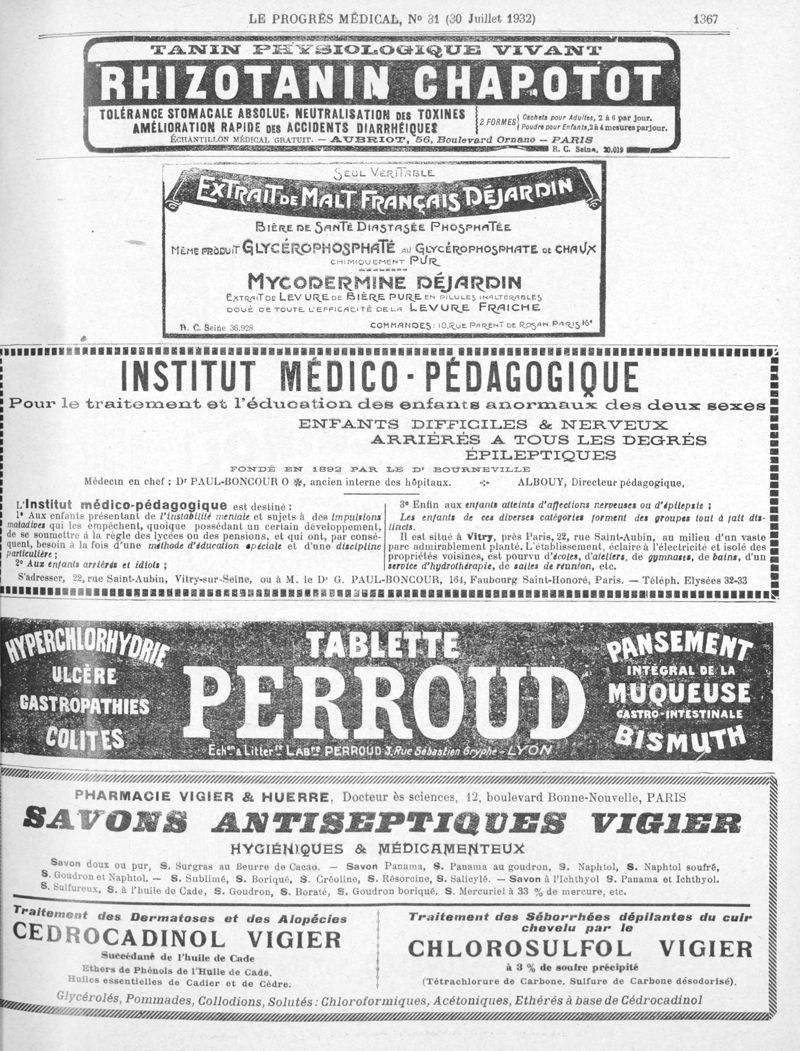 LE PROGRÈS MÉDICAL, No 31 (30 Juillet 1932) 1367
TANIN PHYSIOLOGIQUE VIVANT
RHIZOTANIN CHAPOTOT
TOLÉRANCE STOMACALE ABSOLUE, NEUTRALISATION DES TOXINES
AMÉLIORATION RAPIDE DES ACCIDENTS DIARRHÉIQUES
2 FORMES
Cachets pour Adultes, 2 à 6 par jour.
Poudre pour Enfants, 2 à 4 mesures par jour.
ÉCHANTILLON MÉDICAL GRATUIT. — AUBRIOT, 56, Boulevard Ornano — PARIS
R. C. Seine, 20.019
SEUL VÉRITABLE
EXTRAIT DE MALT FRANÇAIS DÉJARDIN
BIÈRE DE SANTÉ DIASTASÉE PHOSPHATÉE
MÊME PRODUIT GLYCÉROPHOSPHATÉ AU GLYCÉROPHOSPHATE DE CHAUX
CHIMIQUEMENT PUR
MYCODERMINE DÉJARDIN
EXTRAIT DE LEVURE DE BIÈRE PURE EN PILULES INALTÉRABLES
DOUÉ DE TOUTE L'EFFICACITÉ DE LA LEVURE FRAICHE
R. C. Seine 36.928 COMMANDES: 10, RUE PARENT DE ROSAN, PARIS 16e
INSTITUT MÉDICO-PÉDAGOGIQUE
Pour le traitement et l'éducation des enfants anormaux des deux sexes
ENFANTS DIFFICILES & NERVEUX
ARRIÉRÉS A TOUS LES DEGRÉS
ÉPILEPTIQUES
FONDÉ EN 1892 PAR LE Dr BOURNEVILLE
Médecin en chef : Dr PAUL-BONCOUR O ✻, ancien interne des hôpitaux. ALBOUY, Directeur pédagogique,
L'Institut médico-pédagogique est destiné :
1o Aux enfants présentant de l'instabilité mentale et sujets à des impulsions
maladives qui les empêchent, quoique possédant un certain développement,
de se soumettre à la règle des lycées ou des pensions, et qui ont, par consé-
quent, besoin à la fois d'une méthode d'éducation spéciale et d'une discipline
particulière ;
2o Aux enfants arriérés et idiots ;
3o Enfin aux enfants atteints d'affections nerveuses ou d'épilepsie ;
Les enfants de ces diverses catégories forment des groupes tout à fait dis-
tincts.
Il est situé à Vitry, près Paris, 22, rue Saint-Aubin, au milieu d'un vaste
parc admirablement planté. L'établissement, éclairé à l'électricité et isolé des
propriétés voisines, est pourvu d'écoles, d'ateliers, de gymnases, de bains, d'un
service d'hydrothérapie, de salles de réunion, etc.
S'adresser, 22, rue Saint-Aubin, Vitry-sur-Seine, ou à M. le Dr G. PAUL-BONCOUR, 164, Faubourg Saint-Honoré, Paris. — Téléph. Elysées 32-33
HYPERCHLORHYDRIE
ULCÈRE
GASTROPATHIES
COLITES
TABLETTE
PERROUD
Échons & Littérre LABre PERROUD 3, Rue Sébastien Gryphe - LYON
PANSEMENT
INTÉGRAL DE LA
MUQUEUSE
GASTRO-INTESTINALE
BISMUTH
PHARMACIE VIGIER & HUERRE, Docteur ès sciences, 12, boulevard Bonne-Nouvelle, PARIS
SAVONS ANTISEPTIQUES VIGIER
HYGIÉNIQUES & MÉDICAMENTEUX
Savon doux ou pur, S. Surgras au Beurre de Cacao. — Savon Panama, S. Panama au goudron, S. Naphtol, S. Naphtol soufré,
S. Goudron et Naphtol. — S. Sublimé, S. Boriqué, S. Créoline, S. Résorcine, S. Salicylé. — Savon à l'Ichthyol S. Panama et Ichthyol.
S. Sulfureux, S. à l'huile de Cade, S. Goudron, S. Boraté, S. Goudron boriqué, S. Mercuriel à 33 % de mercure, etc.
Traitement des Dermatoses et des Alopécies
CEDROCADINOL VIGIER
Succédané de l'huile de Cade
Ethers de Phénols de l'Huile de Cade.
Huiles essentielles de Cadier et de Cèdre.
Traitement des Séborrhées dépilantes du cuir
chevelu par le
CHLOROSULFOL VIGIER
à 3 % de soufre précipité
(Tétrachlorure de Carbone. Sulfure de Carbone désodorisé).
Glycérolés, Pommades, Collodions, Solutés : Chloroformiques, Acétoniques, Ethérés à base de Cédrocadinol